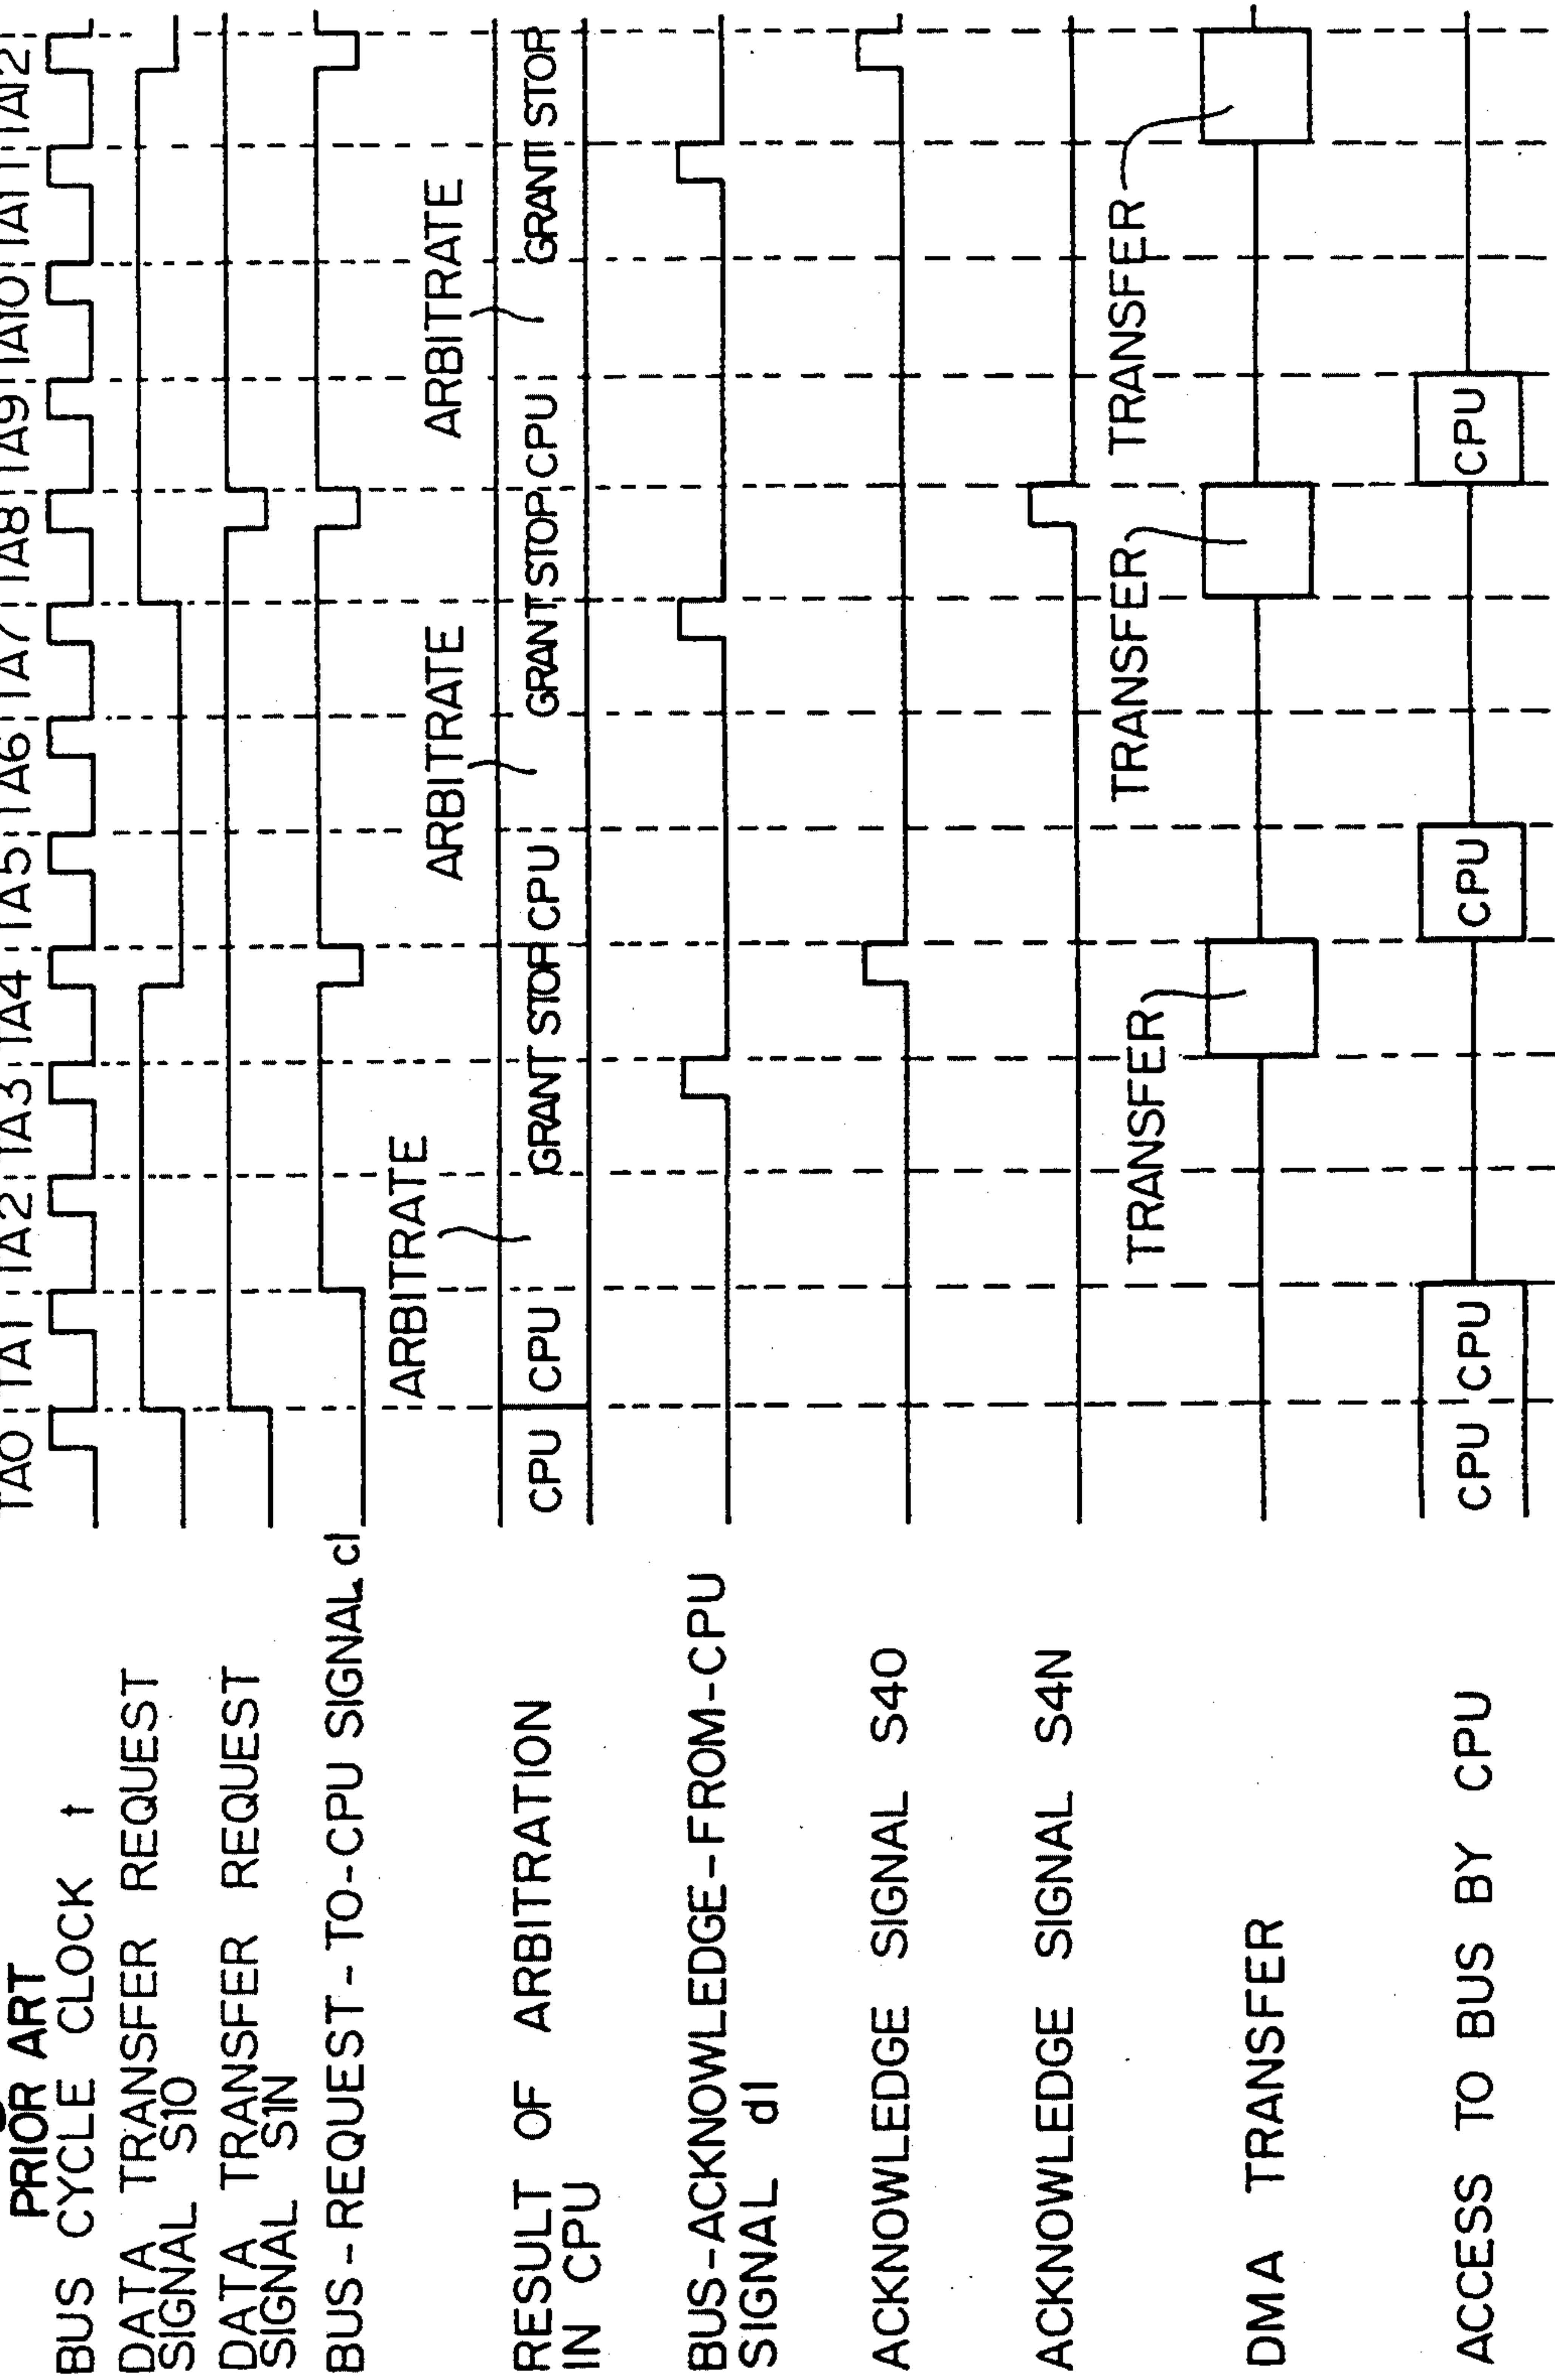 PRIOR ART
TA0 TA1 TA2 TA3 TA4 TA5 TA6 TA7 TA8 TA9 TA10 TA11 TA12
BUS CYCLE CLOCK t
DATA TRANSFER REQUEST
SIGNAL S10
DATA TRANSFER REQUEST
SIGNAL S1N
BUS-REQUEST-TO-CPU SIGNAL c1
ARBITRATE ARBITRATE ARBITRATE
RESULT OF ARBITRATION
IN CPU
CPU CPU GRANT STOP CPU GRANT STOP CPU GRANT STOP
BUS-ACKNOWLEDGE-FROM-CPU
SIGNAL d1
ACKNOWLEDGE SIGNAL S40
ACKNOWLEDGE SIGNAL S4N
TRANSFER TRANSFER TRANSFER
DMA TRANSFER
ACCESS TO BUS BY CPU
CPU CPU CPU CPU